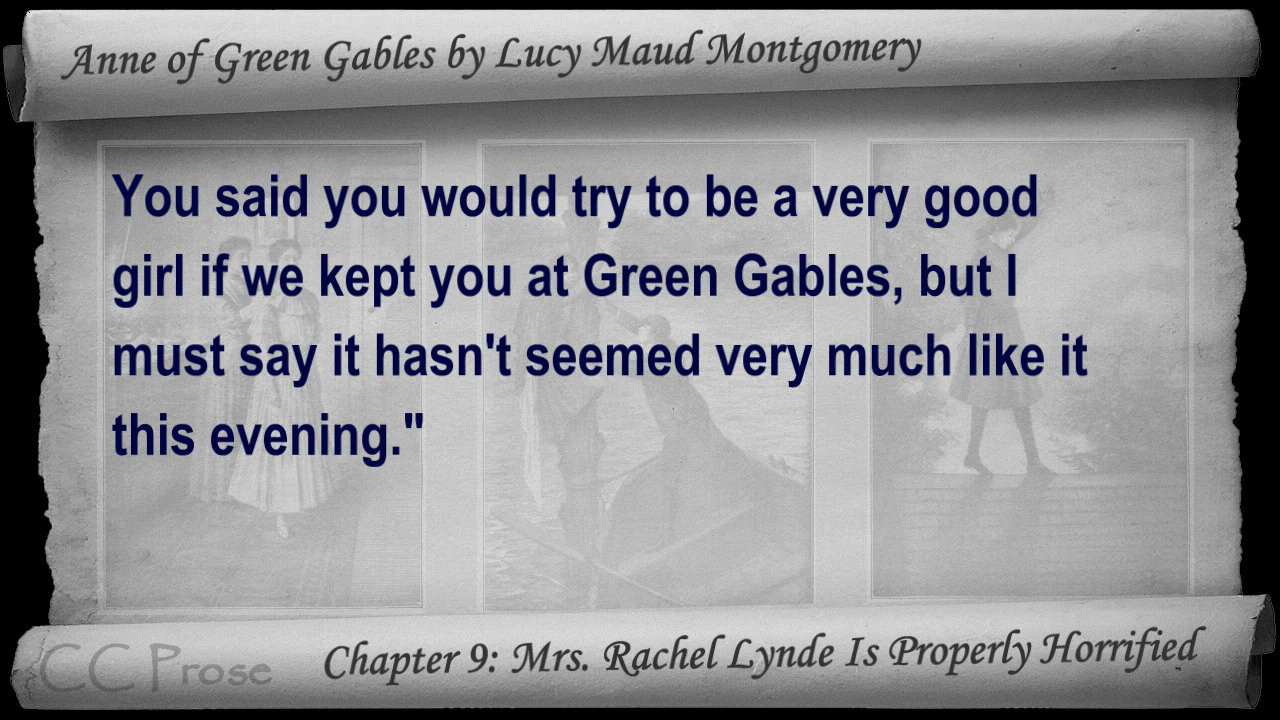 Anne of Green Gables by Lucy Maud Montgomery
You said you would try to be a very good
girl if we kept you at Green Gables, but I
must say it hasn't seemed very much like it
this evening."
CC Prose
Chapter 9: Mrs. Rachel Lynde Is Properly Horrified